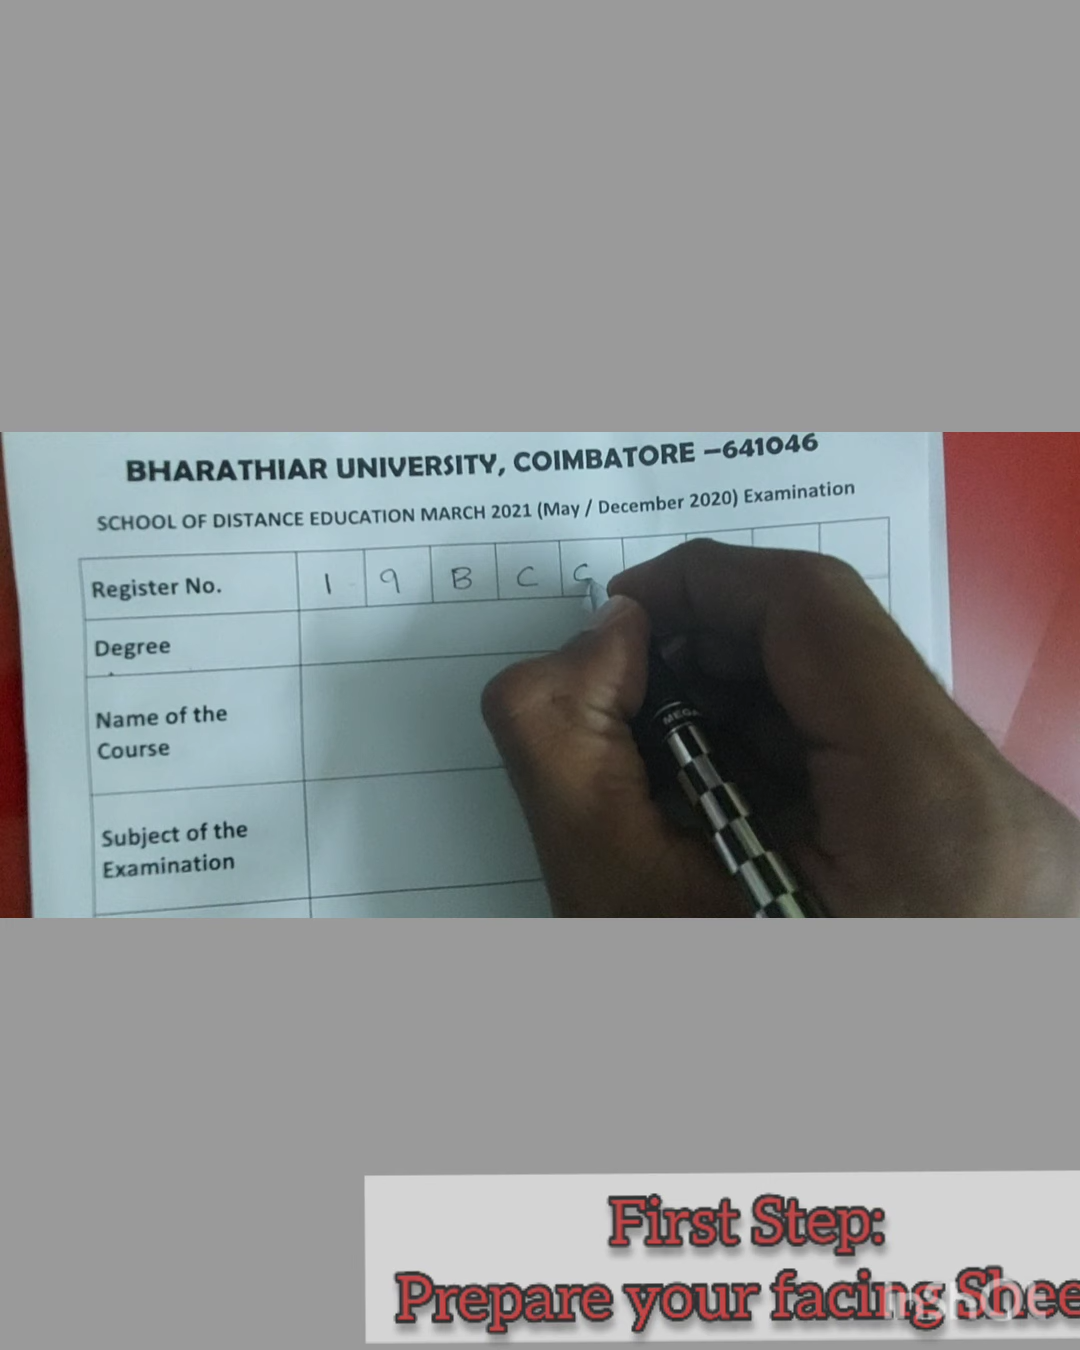 BHARATHIAR UNIVERSITY, COIMBATORE –641046
SCHOOL OF DISTANCE EDUCATION MARCH 2021 (May / December 2020) Examination
Register No. 1 9 B C C
Degree
Name of the
Course
Subject of the
Examination
First Step:
Prepare your facing Shee